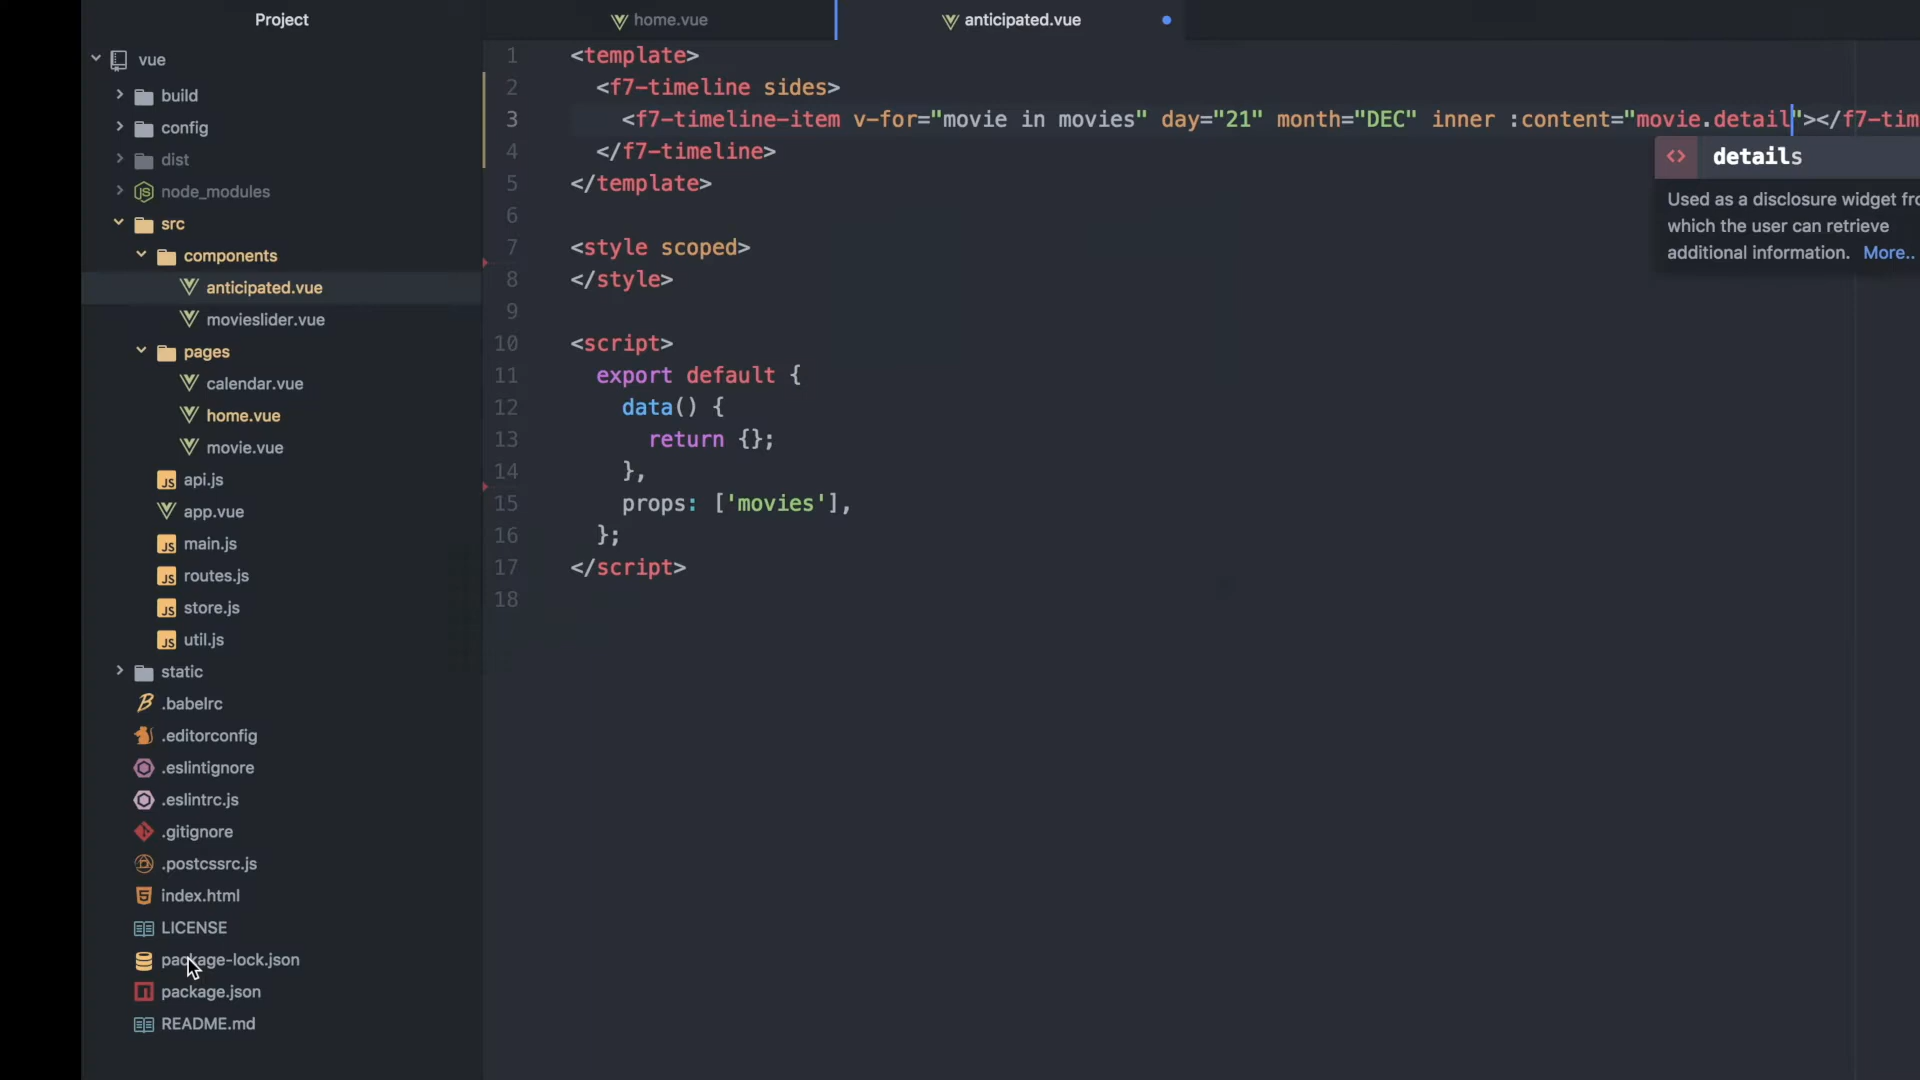 Project
home.vue
anticipated.vue
vue
build
config
dist
node_modules
src
components
anticipated.vue
movieslider.vue
pages
calendar.vue
home.vue
movie.vue
api.js
app.vue
main.js
routes.js
store.js
util.js
static
.babelrc
.editorconfig
.eslintignore
.eslintrc.js
.gitignore
.postcssrc.js
index.html
LICENSE
package-lock.json
package.json
README.md
1 <template>
2 <f7-timeline sides>
3 <f7-timeline-item v-for="movie in movies" day="21" month="DEC" inner :content="movie.detail"></f7-tim
4 </f7-timeline>
5 </template>
6
7 <style scoped>
8 </style>
9
10 <script>
11 export default {
12 data() {
13 return {};
14 },
15 props: ['movies'],
16 };
17 </script>
18
<> details
Used as a disclosure widget fro
which the user can retrieve
additional information. More..